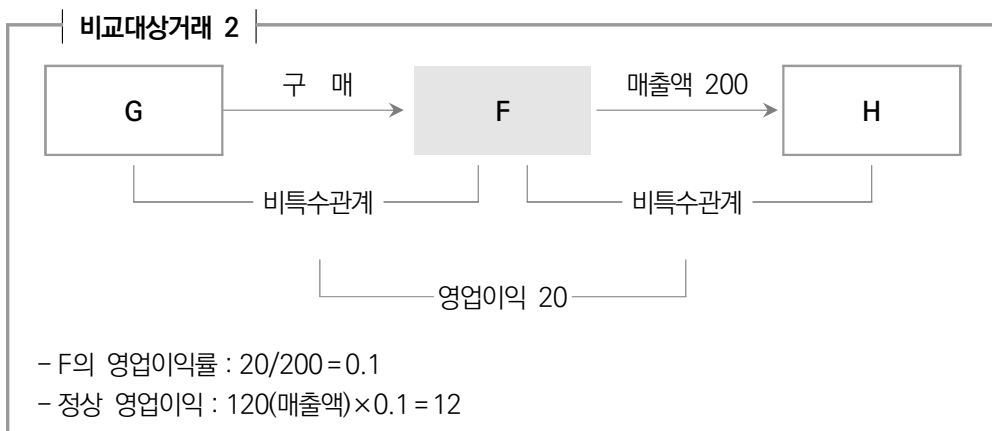 비교대상거래 2
G
구 매
F
매출액 200
H
비특수관계
비특수관계
영업이익 20
- F의 영업이익률 : 20/200=0.1
- 정상 영업이익 : 120(매출액)×0.1=12